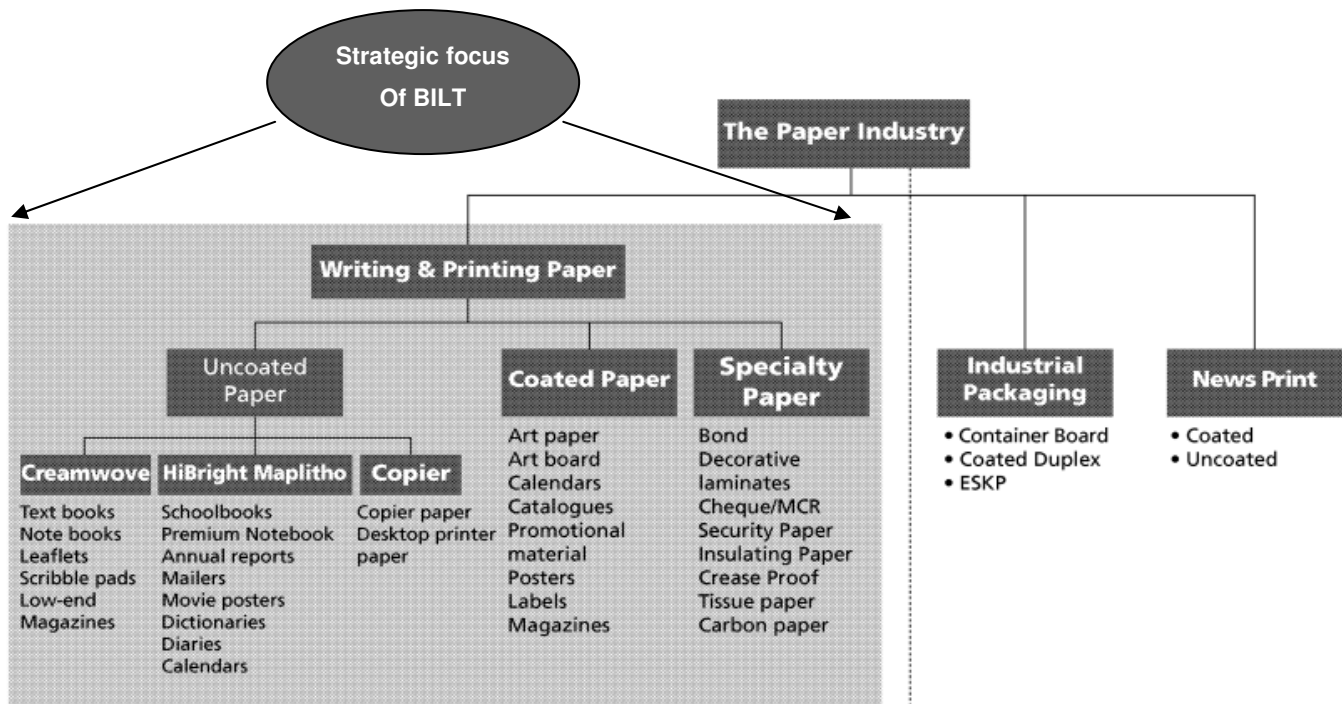 Strategic focus
Of BILT
The Paper Industry
Writing & Printing Paper
Uncoated
Paper
Creamwove
Text books
Note books
Leaflets
Scribble pads
Low-end
Magazines
HiBright Maplitho
Schoolbooks
Premium Notebook
Annual reports
Mailers
Movie posters
Dictionaries
Diaries
Calendars
Copier
Copier paper
Desktop printer
paper
Coated Paper
Art paper
Art board
Calendars
Catalogues
Promotional
material
Posters
Labels
Magazines
Specialty
Paper
Bond
Decorative
laminates
Cheque/MCR
Security Paper
Insulating Paper
Crease Proof
Tissue paper
Carbon paper
Industrial
Packaging
• Container Board
• Coated Duplex
• ESKP
News Print
• Coated
• Uncoated